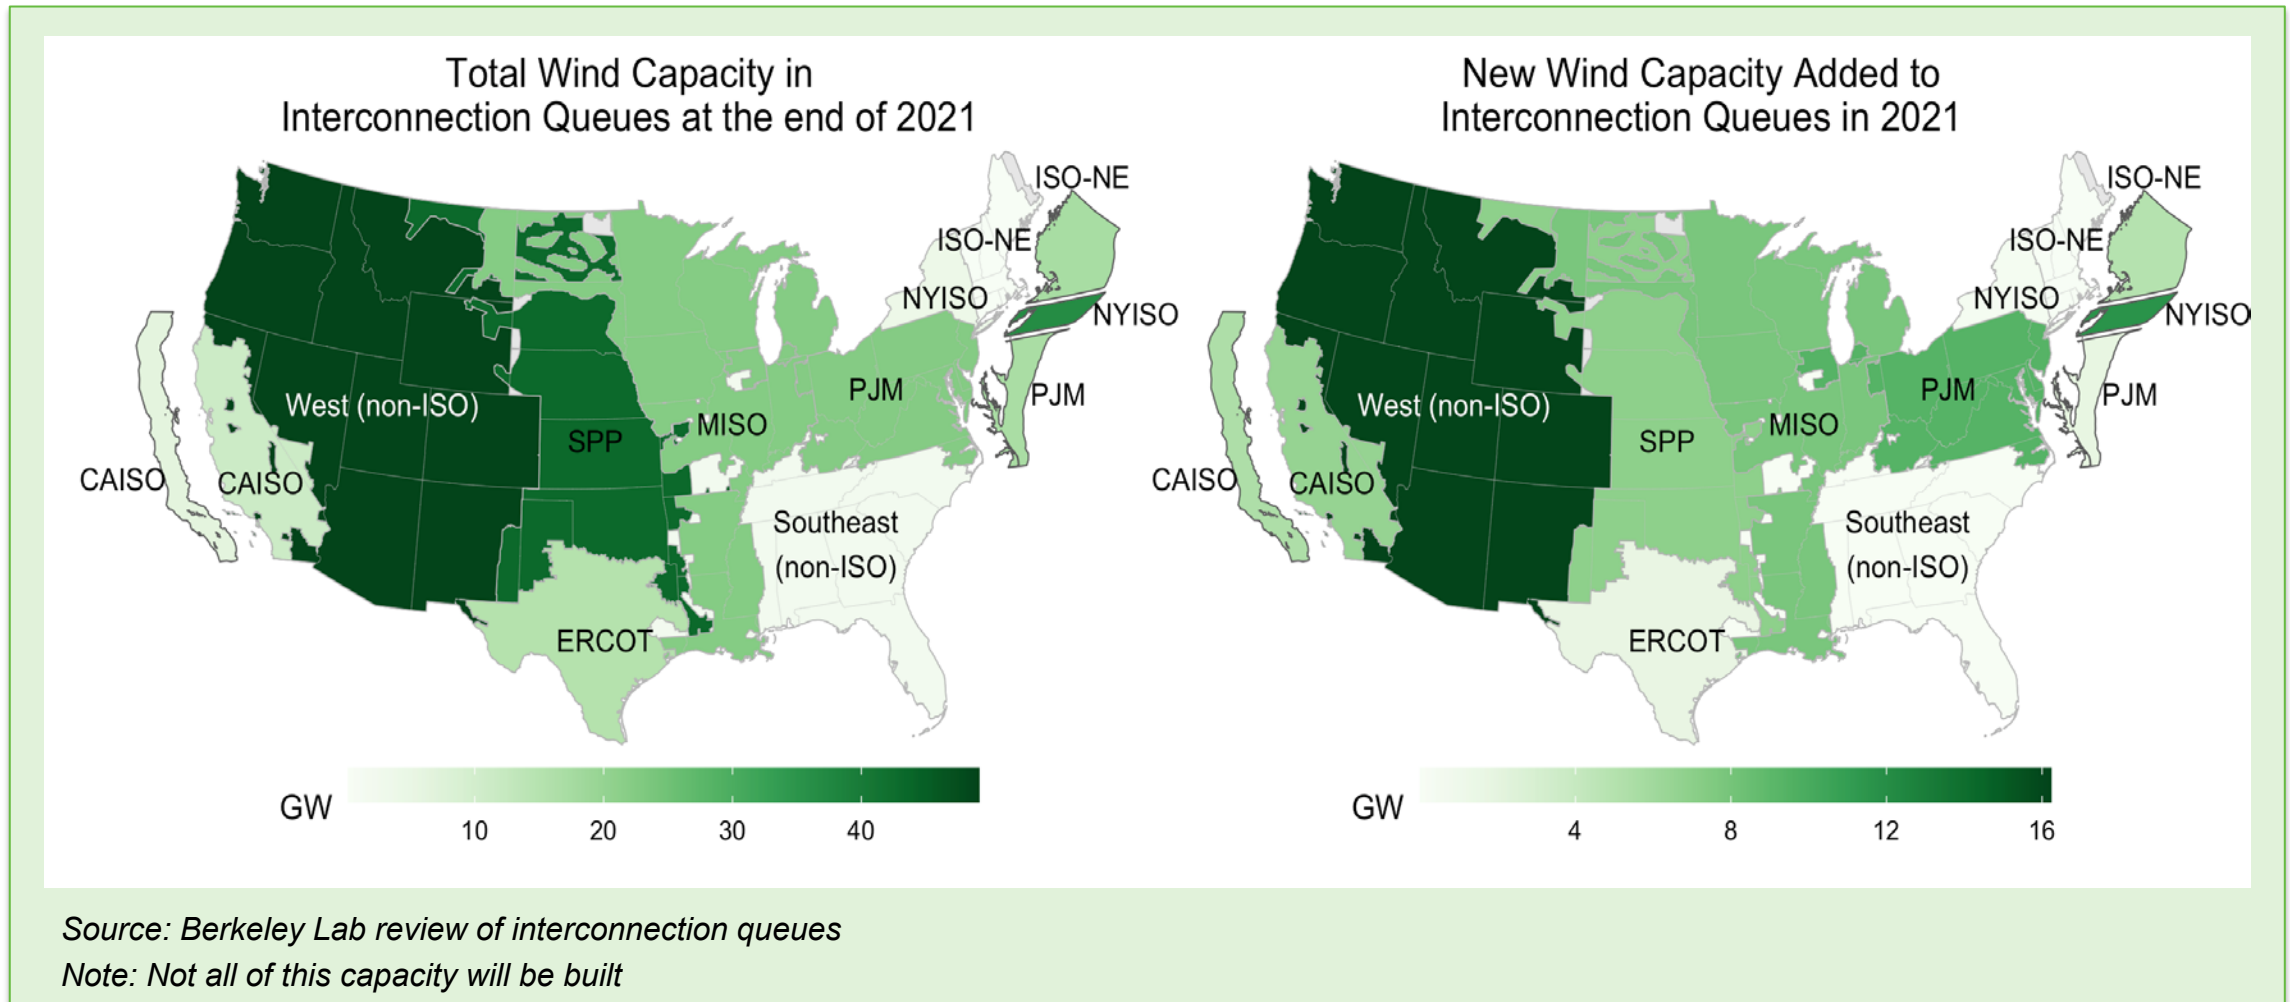 Total Wind Capacity in
Interconnection Queues at the end of 2021
ISO-NE
ISO-NE
NYISO
NYISO
PJM
PJM
West (non-ISO)
MISO
SPP
CAISO
CAISO
Southeast
(non-ISO)
ERCOT
GW
10 20 30 40
New Wind Capacity Added to
Interconnection Queues in 2021
ISO-NE
ISO-NE
NYISO
NYISO
PJM
PJM
West (non-ISO)
MISO
SPP
CAISO
CAISO
Southeast
(non-ISO)
ERCOT
GW
4 8 12 16
Source: Berkeley Lab review of interconnection queues
Note: Not all of this capacity will be built